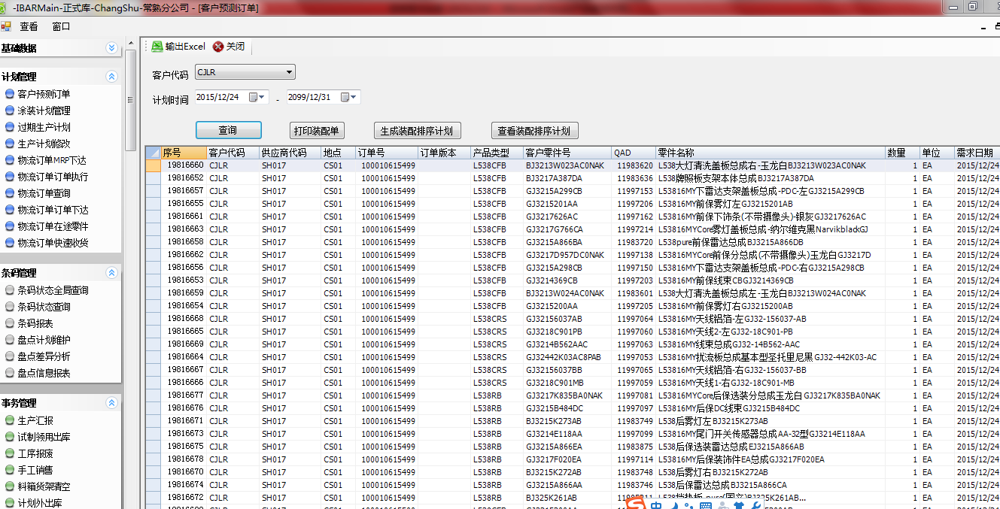 -IBARMain-正式库-ChangShu-常熟分公司 - [客户预测订单]
查看 窗口
基础数据
计划管理
客户预测订单
涂装计划管理
过期生产计划
生产计划修改
物流订单MRP下达
物流订单订单执行
物流订单查询
物流订单订单下达
物流订单在途零件
物流订单快速收货
条码管理
条码状态全局查询
条码状态查询
条码报表
盘点计划维护
盘点差异分析
盘点信息报表
事务管理
生产汇报
试制领用出库
工序报废
手工销售
料箱货架清空
计划外出库
输出Excel 关闭
客户代码 CJLR
计划时间 2015/12/24 - 2099/12/31
查询 打印装配单 生成装配排序计划 查看装配排序计划
序号 客户代码 供应商代码 地点 订单号 订单版本 产品类型 客户零件号 QAD 零件名称 数量 单位 需求日期
19816660 CJLR SH017 CS01 100010615499 L538CFB BJ3213W023AC0NAK 11983620 L538大灯清洗盖板总成右-玉龙白BJ3213W023AC0NAK 1 EA 2015/12/24
19816652 CJLR SH017 CS01 100010615499 L538CFB BJ3217A387DA 11983636 L538牌照板支架本体总成BJ3217A387DA 1 EA 2015/12/24
19816657 CJLR SH017 CS01 100010615499 L538CFB GJ3215A299CB 11997153 L53816MY下雷达支架盖板总成-PDC-左GJ3215A299CB 1 EA 2015/12/24
19816655 CJLR SH017 CS01 100010615499 L538CFB GJ3215201AA 11997206 L53816MY前保雾灯左GJ3215201AB 1 EA 2015/12/24
19816661 CJLR SH017 CS01 100010615499 L538CFB GJ3217626AC 11997162 L53816MY前保下饰条(不带摄像头)-银灰GJ3217626AC 1 EA 2015/12/24
19816663 CJLR SH017 CS01 100010615499 L538CFB GJ3217G766CA 11997214 L53816MYCore雾灯盖板总成-纳尔维克黑NarvikblackGJ 1 EA 2015/12/24
19816658 CJLR SH017 CS01 100010615499 L538CFB GJ3215A866BA 11983720 L538pure前保雷达总成BJ3215A866DB 1 EA 2015/12/24
19816662 CJLR SH017 CS01 100010615499 L538CFB GJ3217D957DC0NAK 11997138 L53816MYCore前保分总成(不带摄像头)玉龙白GJ3217D 1 EA 2015/12/24
19816656 CJLR SH017 CS01 100010615499 L538CFB GJ3215A298CB 11997150 L53816MY下雷达支架盖板总成-PDC-右GJ3215A298CB 1 EA 2015/12/24
19816653 CJLR SH017 CS01 100010615499 L538CFB GJ3214369CB 11997203 L53816MY前保线束CBGJ3214369CB 1 EA 2015/12/24
19816659 CJLR SH017 CS01 100010615499 L538CFB BJ3213W024AC0NAK 11983601 L538大灯清洗盖板总成左-玉龙白BJ3213W024AC0NAK 1 EA 2015/12/24
19816654 CJLR SH017 CS01 100010615499 L538CFB GJ3215200AA 11997205 L53816MY前保雾灯右GJ3215200AB 1 EA 2015/12/24
19816668 CJLR SH017 CS01 100010615499 L538CRS GJ32156037AB 11997064 L53816MY天线铝箔-左GJ32-156037-AB 1 EA 2015/12/24
19816665 CJLR SH017 CS01 100010615499 L538CRS GJ3218C901PB 11997060 L53816MY天线2-左GJ32-18C901-PB 1 EA 2015/12/24
19816669 CJLR SH017 CS01 100010615499 L538CRS GJ3214B562AAC 11997063 L53816MY线束总成GJ32-14B562-AAC 1 EA 2015/12/24
19816664 CJLR SH017 CS01 100010615499 L538CRS GJ32442K03AC8PAB 11997053 L53816MY扰流板总成基本型圣托里尼黑GJ32-442K03-AC 1 EA 2015/12/24
19816667 CJLR SH017 CS01 100010615499 L538CRS GJ32156037BB 11997065 L53816MY天线铝箔-右GJ32-156037-BB 1 EA 2015/12/24
19816666 CJLR SH017 CS01 100010615499 L538CRS GJ3218C901MB 11997059 L53816MY天线1-右GJ32-18C901-MB 1 EA 2015/12/24
19816677 CJLR SH017 CS01 100010615499 L538RB GJ3217K835BA0NAK 11997081 L53816MYCore后保选装分总成玉龙白GJ3217K835BA0NAK 1 EA 2015/12/24
19816676 CJLR SH017 CS01 100010615499 L538RB GJ3215B484DC 11997097 L53816MY后保DC线束GJ3215B484DC 1 EA 2015/12/24
19816671 CJLR SH017 CS01 100010615499 L538RB BJ3215K273AB 11983749 L538后雾灯左BJ3215K273AB 1 EA 2015/12/24
19816673 CJLR SH017 CS01 100010615499 L538RB GJ3214E118AA 11997099 L53816MY尾门开关传感器总成AA-32型GJ3214E118AA 1 EA 2015/12/24
19816675 CJLR SH017 CS01 100010615499 L538RB GJ3215A866EA 11983875 L538后保选装雷达总成EJ3215A866AB 1 EA 2015/12/24
19816678 CJLR SH017 CS01 100010615499 L538RB GJ3217F020EA 11997114 L53816MY后保装饰件EA总成GJ3217F020EA 1 EA 2015/12/24
19816670 CJLR SH017 CS01 100010615499 L538RB BJ3215K272AB 11983748 L538后雾灯右BJ3215K272AB 1 EA 2015/12/24
19816674 CJLR SH017 CS01 100010615499 L538RB GJ3215A866AA 11983746 L538后保雷达总成BJ3215A866CA 1 EA 2015/12/24
19816672 CJLR SH017 CS01 100010615499 L538RB BJ325K261AB 1 EA 2015/12/24